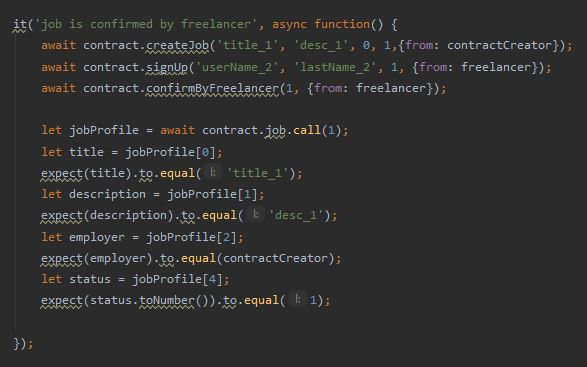 it('job is confirmed by freelancer', async function() {
await contract.createJob('title_1', 'desc_1', 0, 1,{from: contractCreator});
await contract.signUp('userName_2', 'lastName_2', 1, {from: freelancer});
await contract.confirmByFreelancer(1, {from: freelancer});
let jobProfile = await contract.job.call(1);
let title = jobProfile[0];
expect(title).to.equal( l: 'title_1');
let description = jobProfile[1];
expect(description).to.equal( l: 'desc_1');
let employer = jobProfile[2];
expect(employer).to.equal(contractCreator);
let status = jobProfile[4];
expect(status.toNumber()).to.equal( l: 1);
});